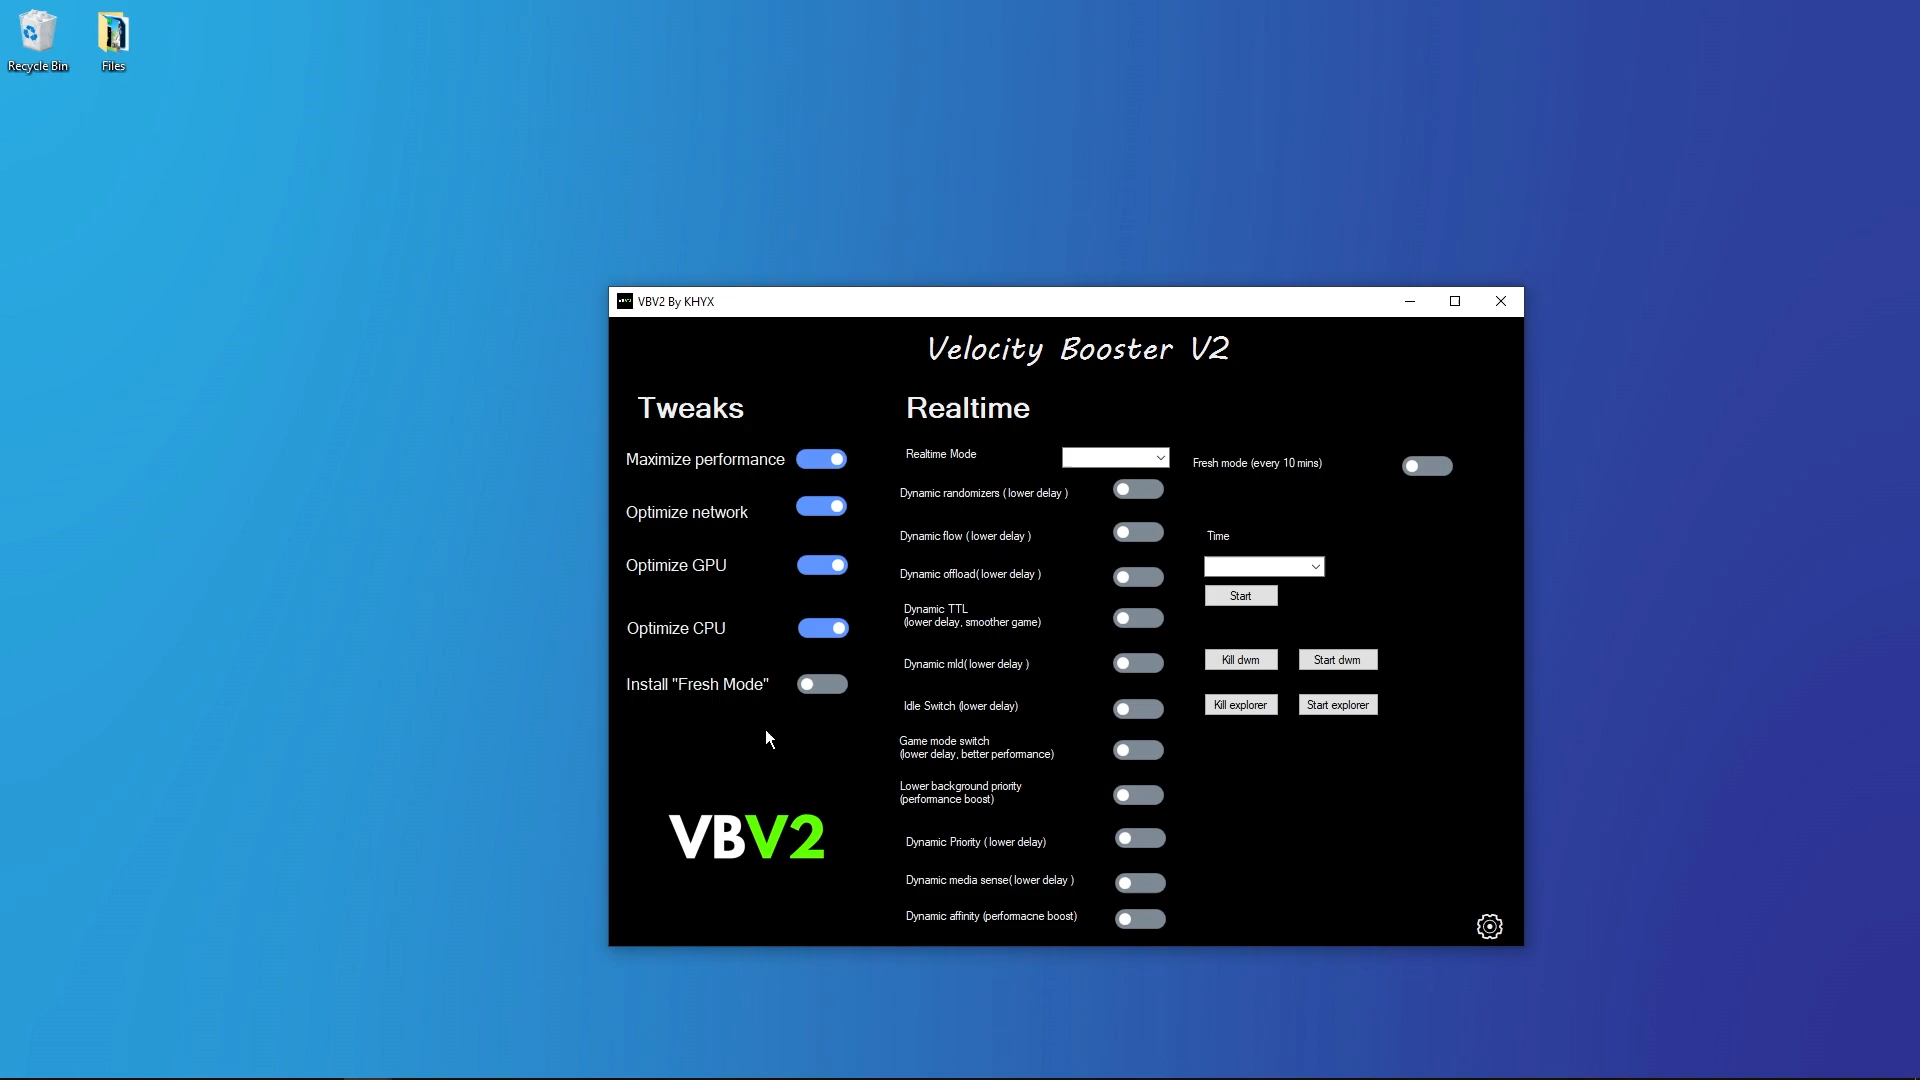 Recycle Bin
Files
VBV2 By KHYX
Velocity Booster V2
Tweaks
Maximize performance
Optimize network
Optimize GPU
Optimize CPU
Install "Fresh Mode"
VBV2
Realtime
Realtime Mode
Dynamic randomizers ( lower delay )
Dynamic flow ( lower delay )
Dynamic offload( lower delay )
Dynamic TTL
(lower delay, smoother game)
Dynamic mld( lower delay )
Idle Switch (lower delay)
Game mode switch
(lower delay, better performance)
Lower background priority
(performance boost)
Dynamic Priority ( lower delay)
Dynamic media sense( lower delay )
Dynamic affinity (performacne boost)
Fresh mode (every 10 mins)
Time
Start
Kill dwm
Start dwm
Kill explorer
Start explorer